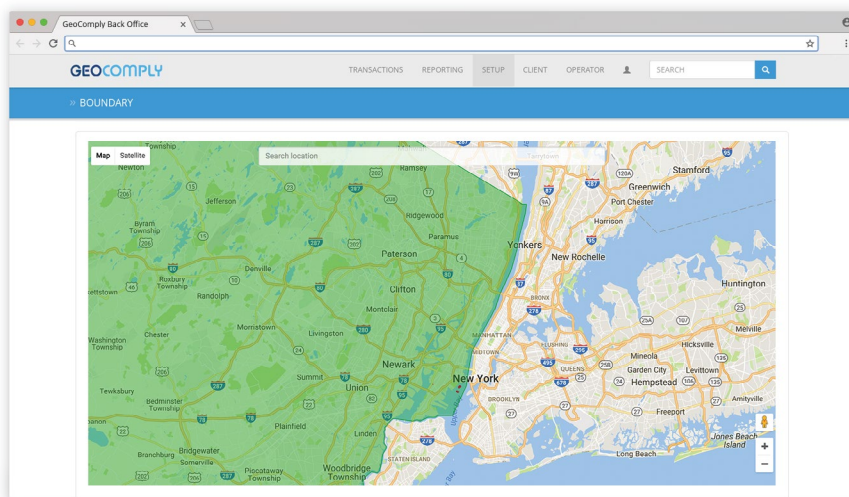 GeoComply Back Office
GEOCOMPLY
TRANSACTIONS REPORTING SETUP CLIENT OPERATOR SEARCH
» BOUNDARY
Map Satellite
Search location
Tarrytown
Township
Newton
Ramsey
Stamford
Greenwich
Port Chester
Jefferson
Ridgewood
Harrison
Byram
Township
Paramus
Yonkers
New Rochelle
Paterson
Denville
Roxbury
Township
Randolph
Clifton
Huntington
BRONX
Montclair
Morristown
Livingston
Chester
Washington
Township
MANHATTAN
MIDTOWN
FLUSHING
Melville
Hicksville
Mineola
Garden City
Levittown
Hempstead
Newark
QUEENS
Summit
Union
New York
Tewksbury
Bedminster
Township
BROOKLYN
Amityville
Freeport
Plainfield
Linden
Jones Beach
Island
Long Beach
Branchburg
Bridgewater
Somerville
STATEN ISLAND
Piscataway
Township
Woodbridge
Township